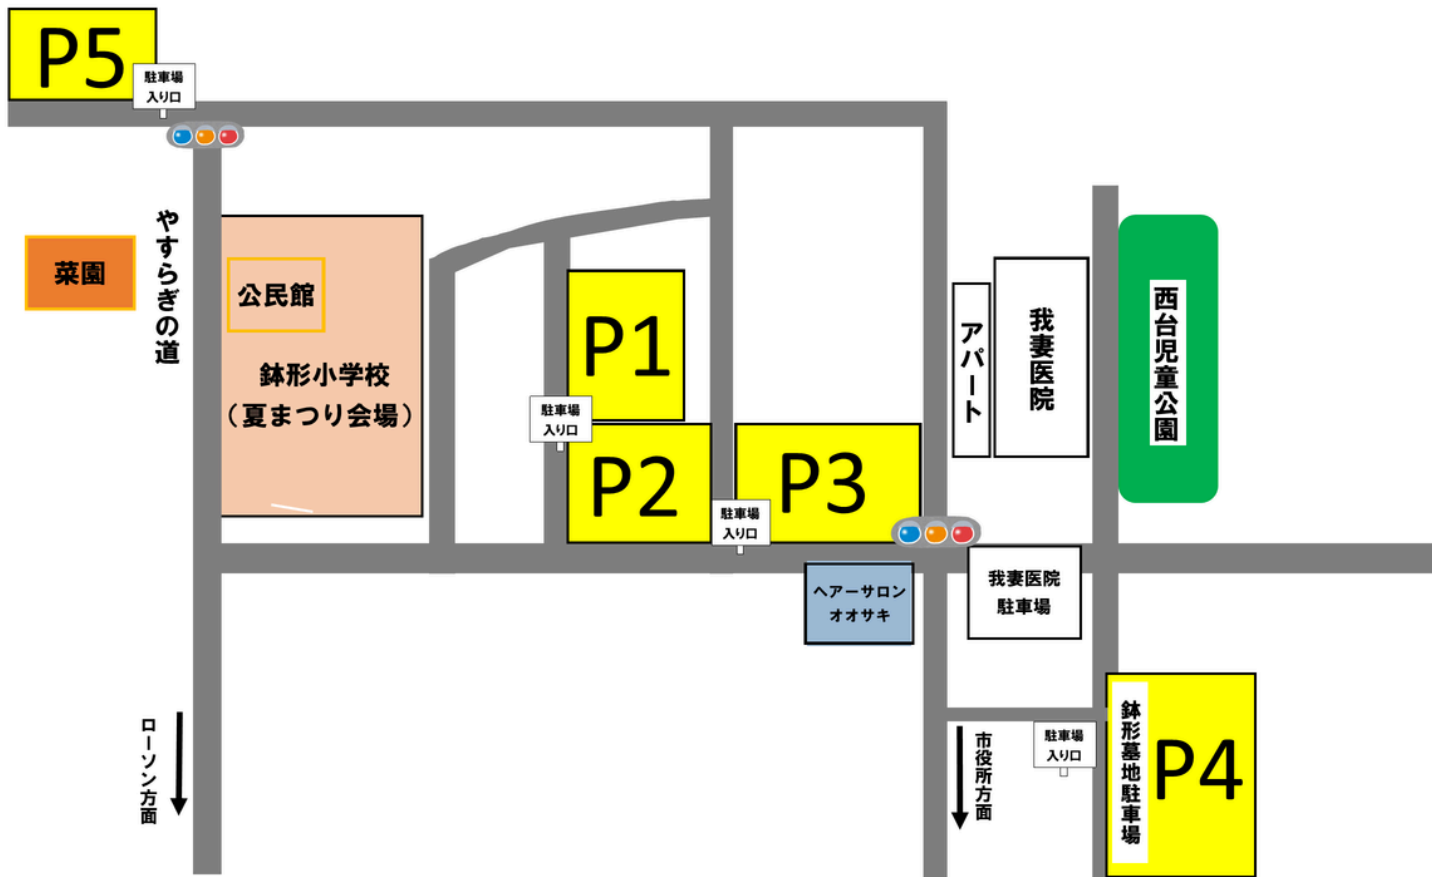 P5
駐車場
入り口
やすらぎの道
菜園
公民館
鉢形小学校
（夏まつり会場）
P1
駐車場
入り口
P2
P3
駐車場
入り口
アパート
我妻医院
西台児童公園
ヘアーサロン
オオサキ
我妻医院
駐車場
ローソン方面
市役所方面
駐車場
入り口
鉢形墓地駐車場
P4